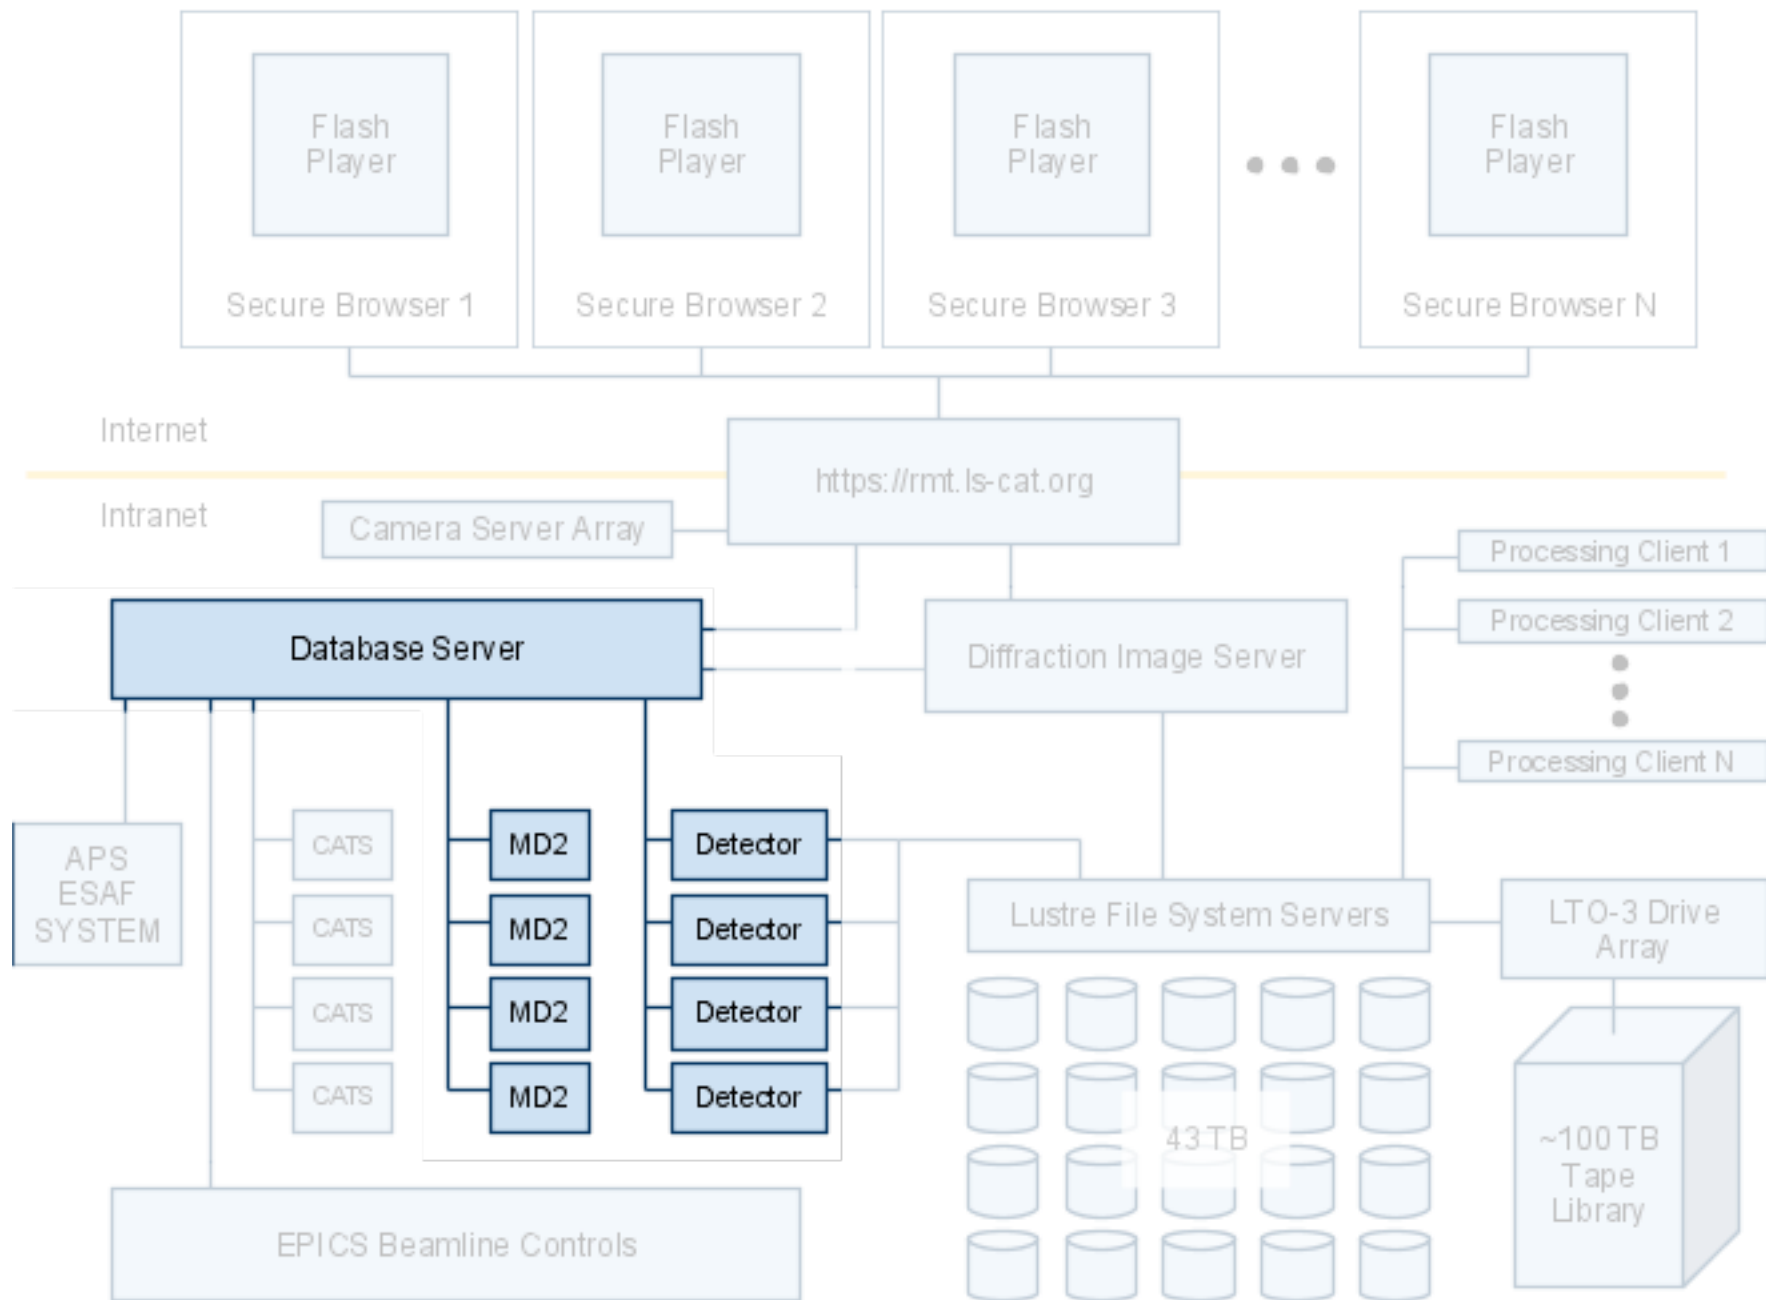 Flash
Player
Flash
Player
Flash
Player
Flash
Player
Secure Browser 1
Secure Browser 2
Secure Browser 3
Secure Browser N
Internet
https://rmt.ls-cat.org
Intranet
Camera Server Array
Processing Client 1
Database Server
Diffraction Image Server
Processing Client 2
Processing Client N
APS
ESAF
SYSTEM
CATS
MD2
Detector
CATS
MD2
Detector
CATS
MD2
Detector
CATS
MD2
Detector
Lustre File System Servers
LTO-3 Drive
Array
43 TB
~100 TB
Tape
Library
EPICS Beamline Controls